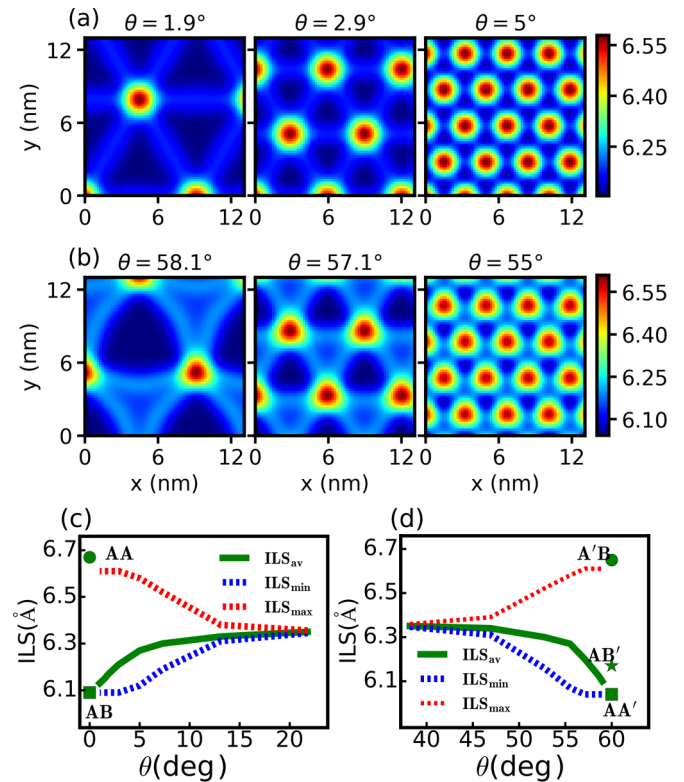 (a) θ = 1.9° θ = 2.9° θ = 5°
12
6
0
y (nm)
0 6 12 0 6 12 0 6 12
6.55
6.40
6.25
(b) θ = 58.1° θ = 57.1° θ = 55°
12
6
0
y (nm)
0 6 12 0 6 12 0 6 12
x (nm) x (nm) x (nm)
6.55
6.40
6.25
6.10
(c)
6.7
6.5
6.3
6.1
ILS(Å)
AA
AB
ILSav
ILSmin
ILSmax
0 5 10 15 20
θ(deg)
(d)
6.7
6.5
6.3
6.1
ILS(Å)
A′B
AB′
AA′
ILSav
ILSmin
ILSmax
40 45 50 55 60
θ(deg)